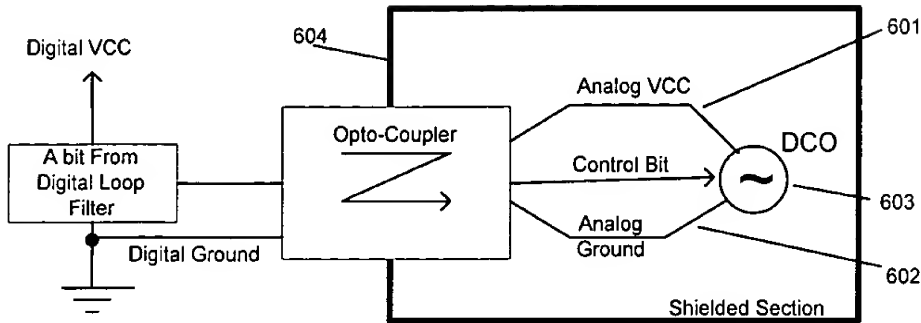 604
601
Digital VCC
Analog VCC
Opto-Coupler
DCO
A bit From
Digital Loop
Filter
Control Bit
~
603
Digital Ground
Analog
Ground
602
Shielded Section